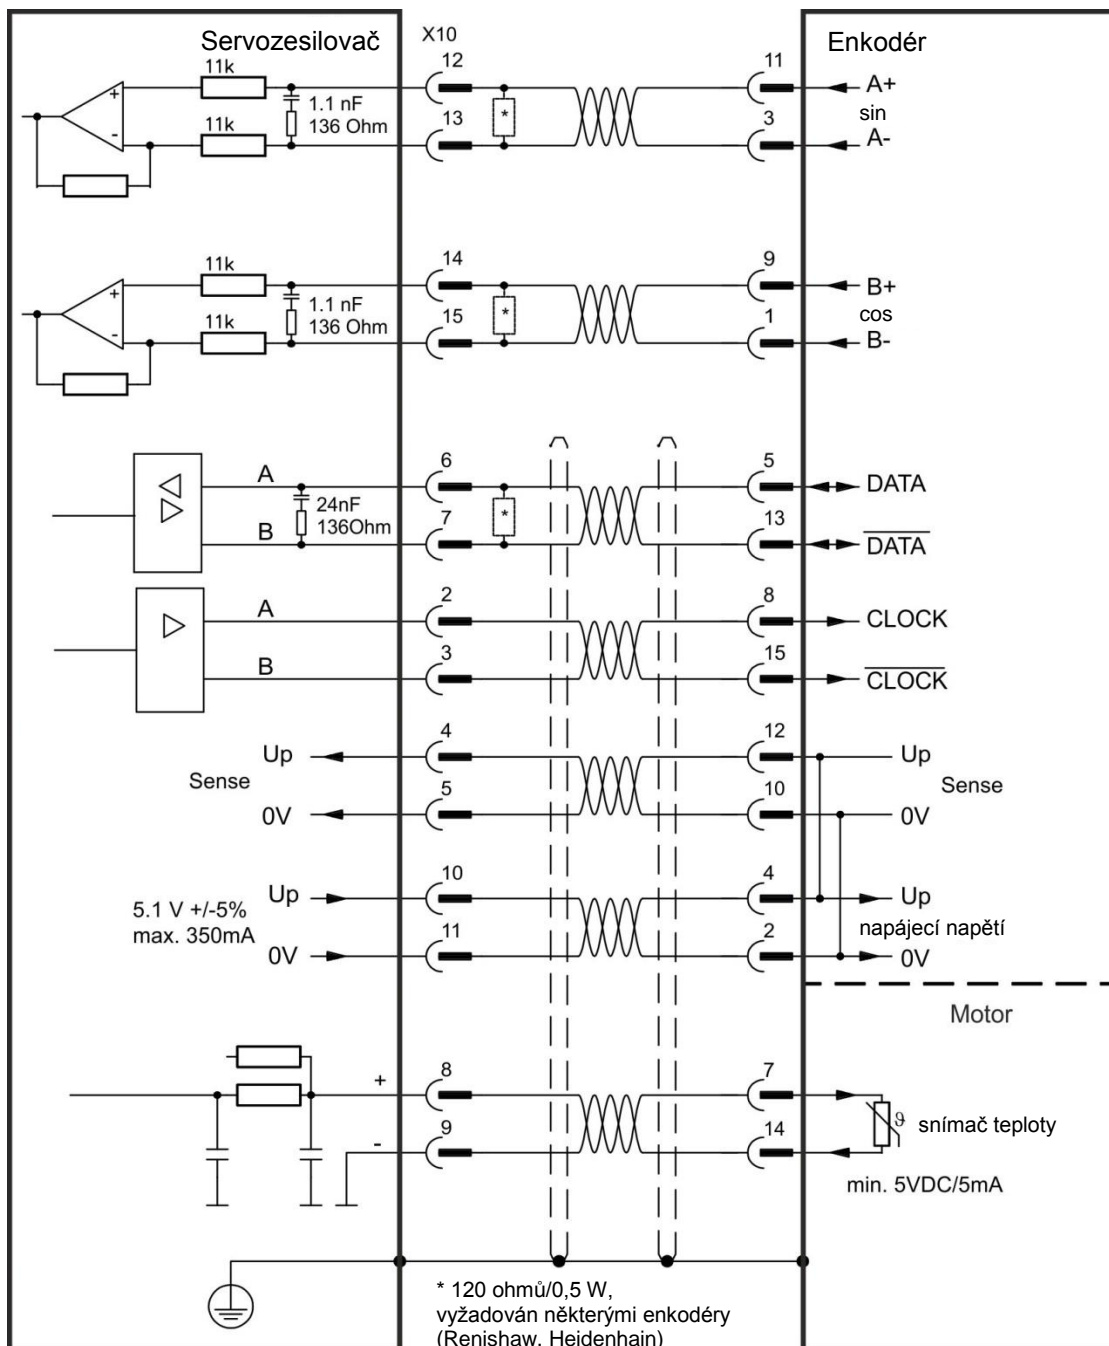 Servozesilovač
X10
Enkodér
11k
12
11
A+
1.1 nF
136 Ohm
*
sin
+
-
11k
13
3
A-
11k
14
9
B+
1.1 nF
136 Ohm
*
cos
+
-
11k
15
1
B-
A
6
5
DATA
24nF
136Ohm
*
B
7
13
DATA
A
2
8
CLOCK
B
3
15
CLOCK
Up
4
12
Up
Sense
Sense
0V
5
10
0V
Up
10
4
Up
5.1 V +/-5%
max. 350mA
napájecí napětí
0V
11
2
0V
Motor
+
8
7
ϑ snímač teploty
-
9
14
min. 5VDC/5mA
* 120 ohmů/0,5 W,
vyžadován některými enkodéry
(Renishaw, Heidenhain)